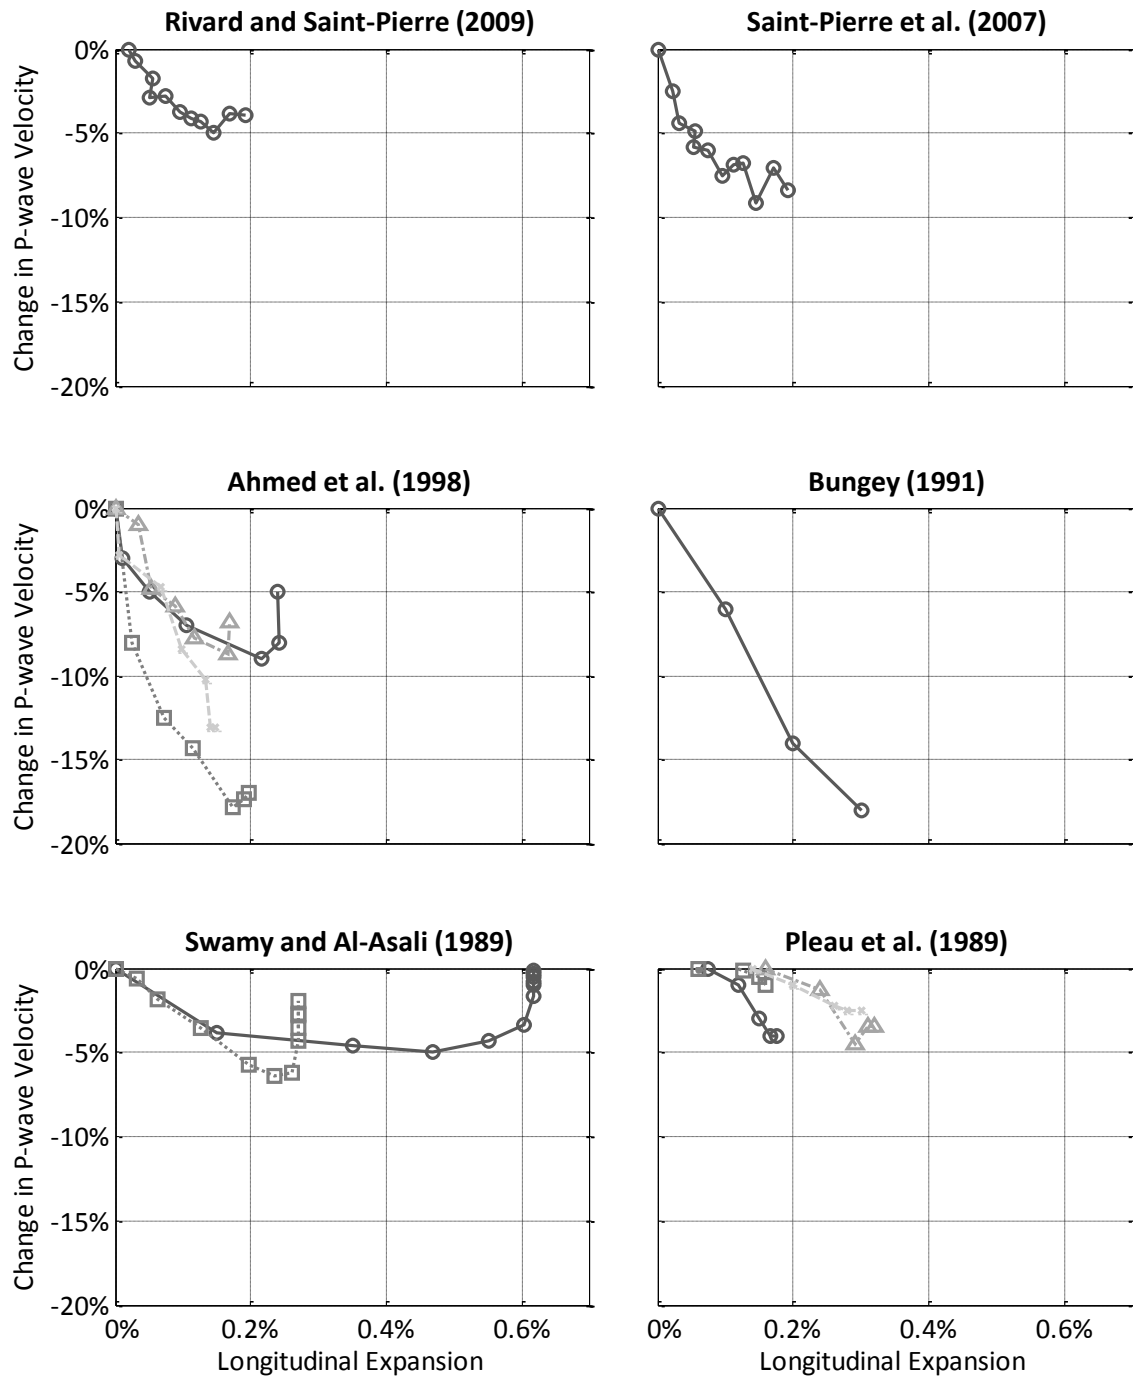 Rivard and Saint-Pierre (2009)
Saint-Pierre et al. (2007)
Change in P-wave Velocity
0%
-5%
-10%
-15%
-20%
Ahmed et al. (1998)
Bungey (1991)
Change in P-wave Velocity
0%
-5%
-10%
-15%
-20%
Swamy and Al-Asali (1989)
Pleau et al. (1989)
Change in P-wave Velocity
0%
-5%
-10%
-15%
-20%
0% 0.2% 0.4% 0.6%
Longitudinal Expansion
0% 0.2% 0.4% 0.6%
Longitudinal Expansion